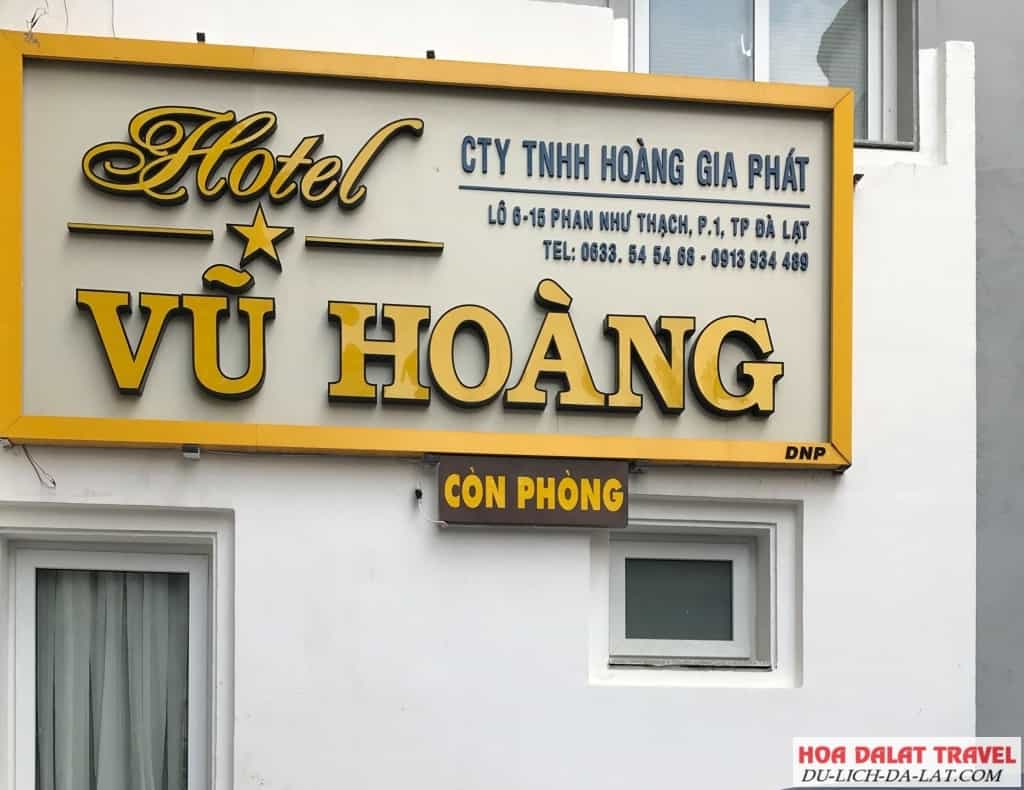 Hotel
VŨ HOÀNG
CTY TNHH HOÀNG GIA PHÁT
LÔ 6-15 PHAN NHƯ THẠCH, P.1, TP ĐÀ LẠT
TEL: 0633. 54 54 68 - 0913 934 489
DNP
CÒN PHÒNG
HOA DALAT TRAVEL
DU-LICH-DA-LAT.COM